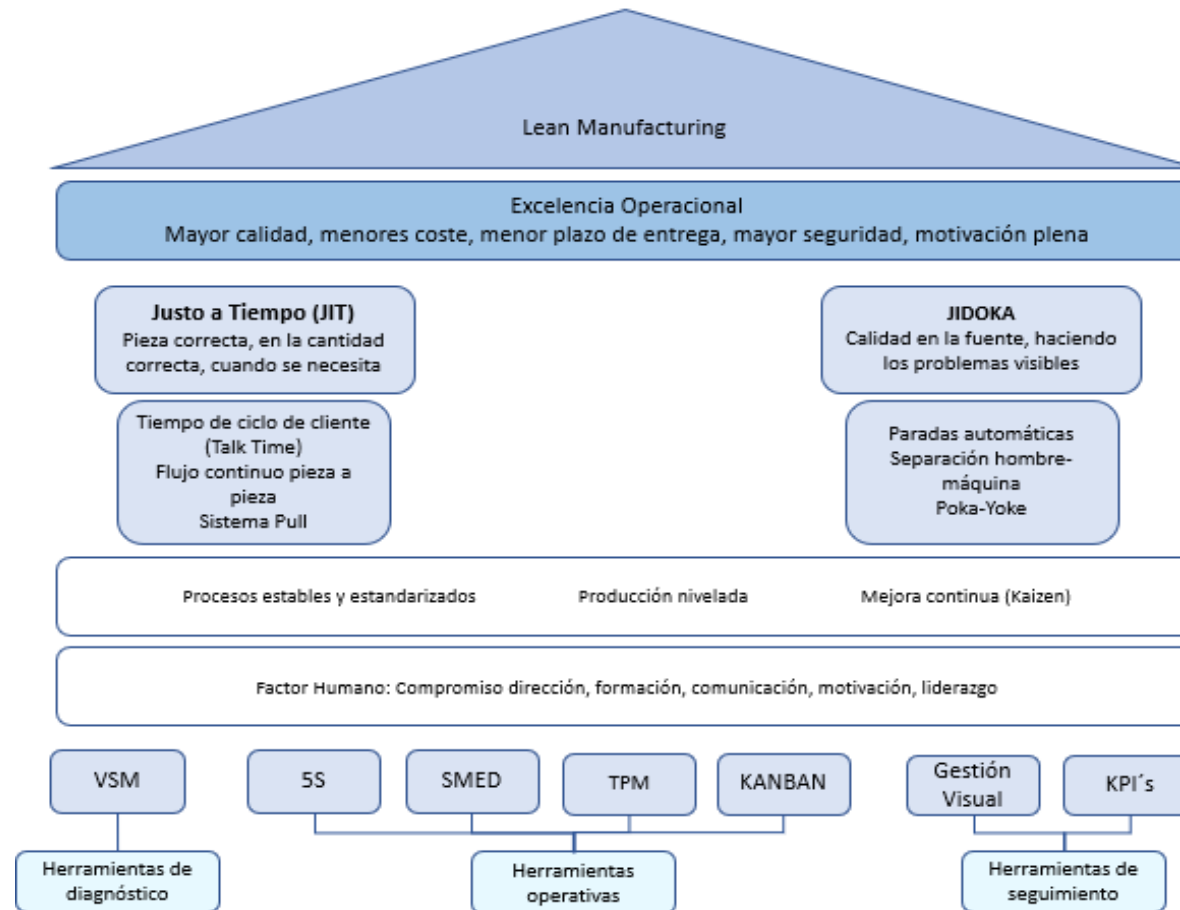 Lean Manufacturing
Excelencia Operacional
Mayor calidad, menores coste, menor plazo de entrega, mayor seguridad, motivación plena
Justo a Tiempo (JIT)
Pieza correcta, en la cantidad
correcta, cuando se necesita
JIDOKA
Calidad en la fuente, haciendo
los problemas visibles
Tiempo de ciclo de cliente
(Talk Time)
Flujo continuo pieza a
pieza
Sistema Pull
Paradas automáticas
Separación hombre-
máquina
Poka-Yoke
Procesos estables y estandarizados
Producción nivelada
Mejora continua (Kaizen)
Factor Humano: Compromiso dirección, formación, comunicación, motivación, liderazgo
VSM
5S
SMED
TPM
KANBAN
Gestión
Visual
KPI´s
Herramientas de
diagnóstico
Herramientas
operativas
Herramientas de
seguimiento